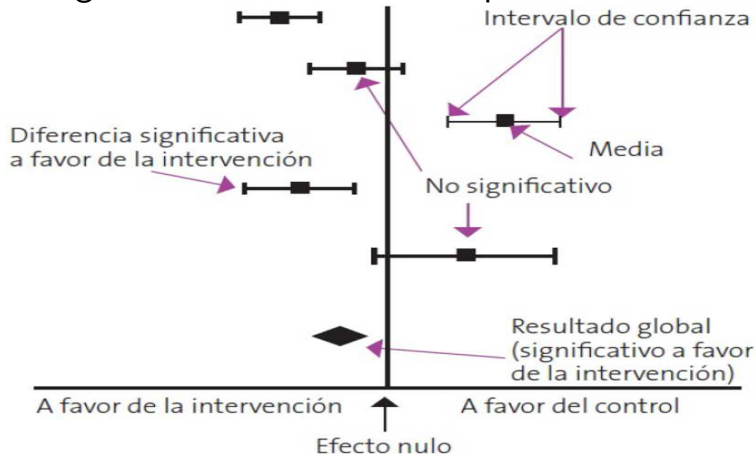 Intervalo de confianza
Diferencia significativa
a favor de la intervención
Media
No significativo
Resultado global
(significativo a favor
de la intervención)
A favor de la intervención
A favor del control
Efecto nulo